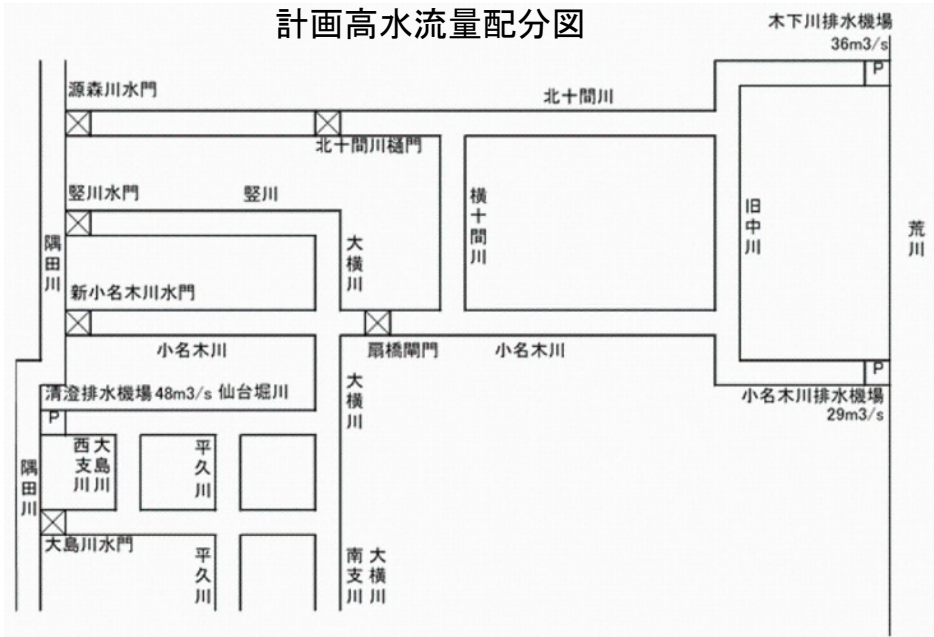 計画高水流量配分図
木下川排水機場
36m3/s
P
源森川水門
北十間川
北十間川樋門
竪川水門
竪川
横十間川
旧中川
荒川
隅田川
大横川
新小名木川水門
小名木川
扇橋閘門
小名木川
P
清澄排水機場 48m3/s 仙台堀川
大横川
小名木川排水機場
29m3/s
P
大島川
西支川
平久川
隅田川
大島川水門
平久川
大横川
南支川